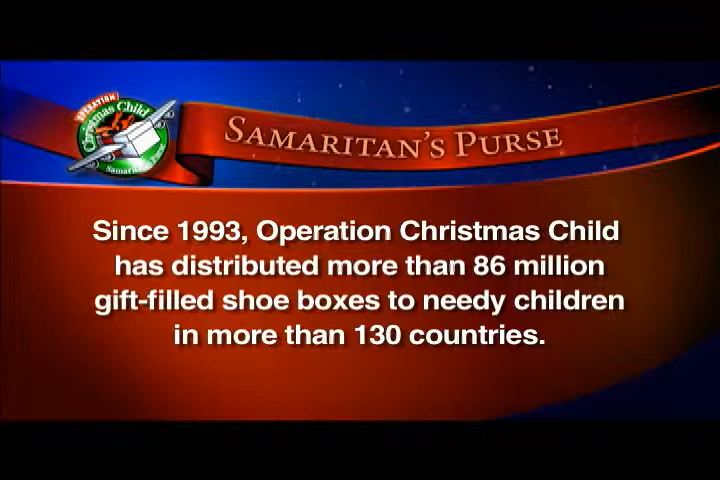 OPERATION
Christmas Child
Samaritan's Purse
SAMARITAN'S PURSE
Since 1993, Operation Christmas Child
has distributed more than 86 million
gift-filled shoe boxes to needy children
in more than 130 countries.